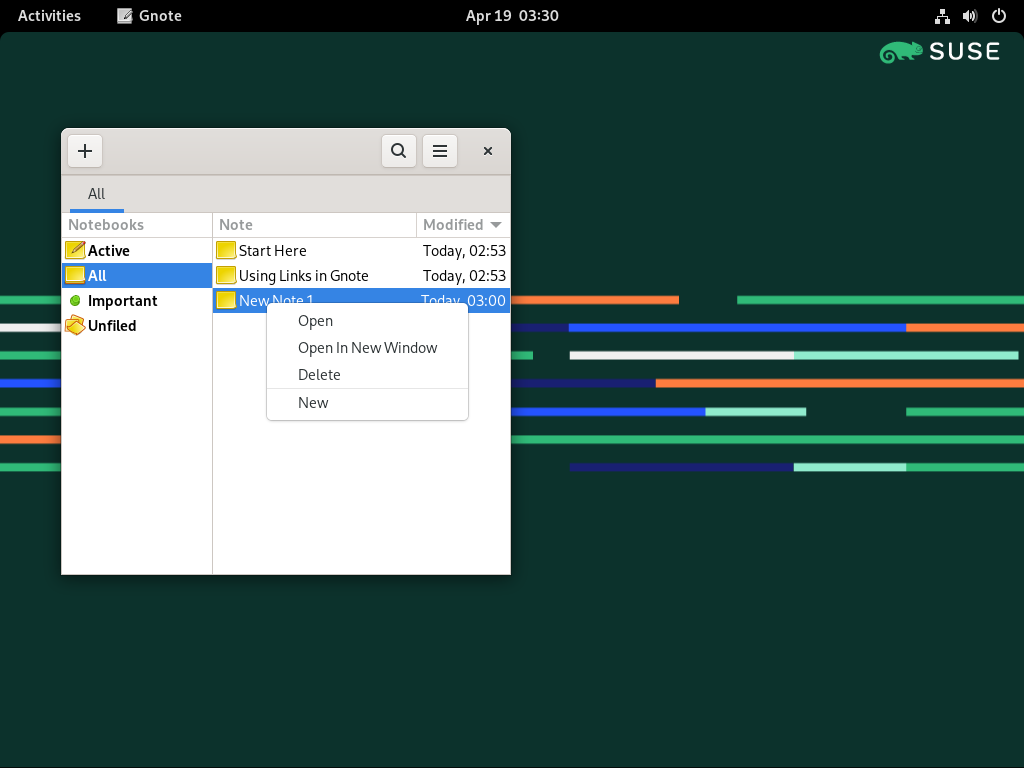 Activities Gnote Apr 19 03:30
SUSE
All
Notebooks Note Modified
Active Start Here Today, 02:53
All Using Links in Gnote Today, 02:53
Important New Note 1 Today, 03:00
Unfiled
Open
Open In New Window
Delete
New